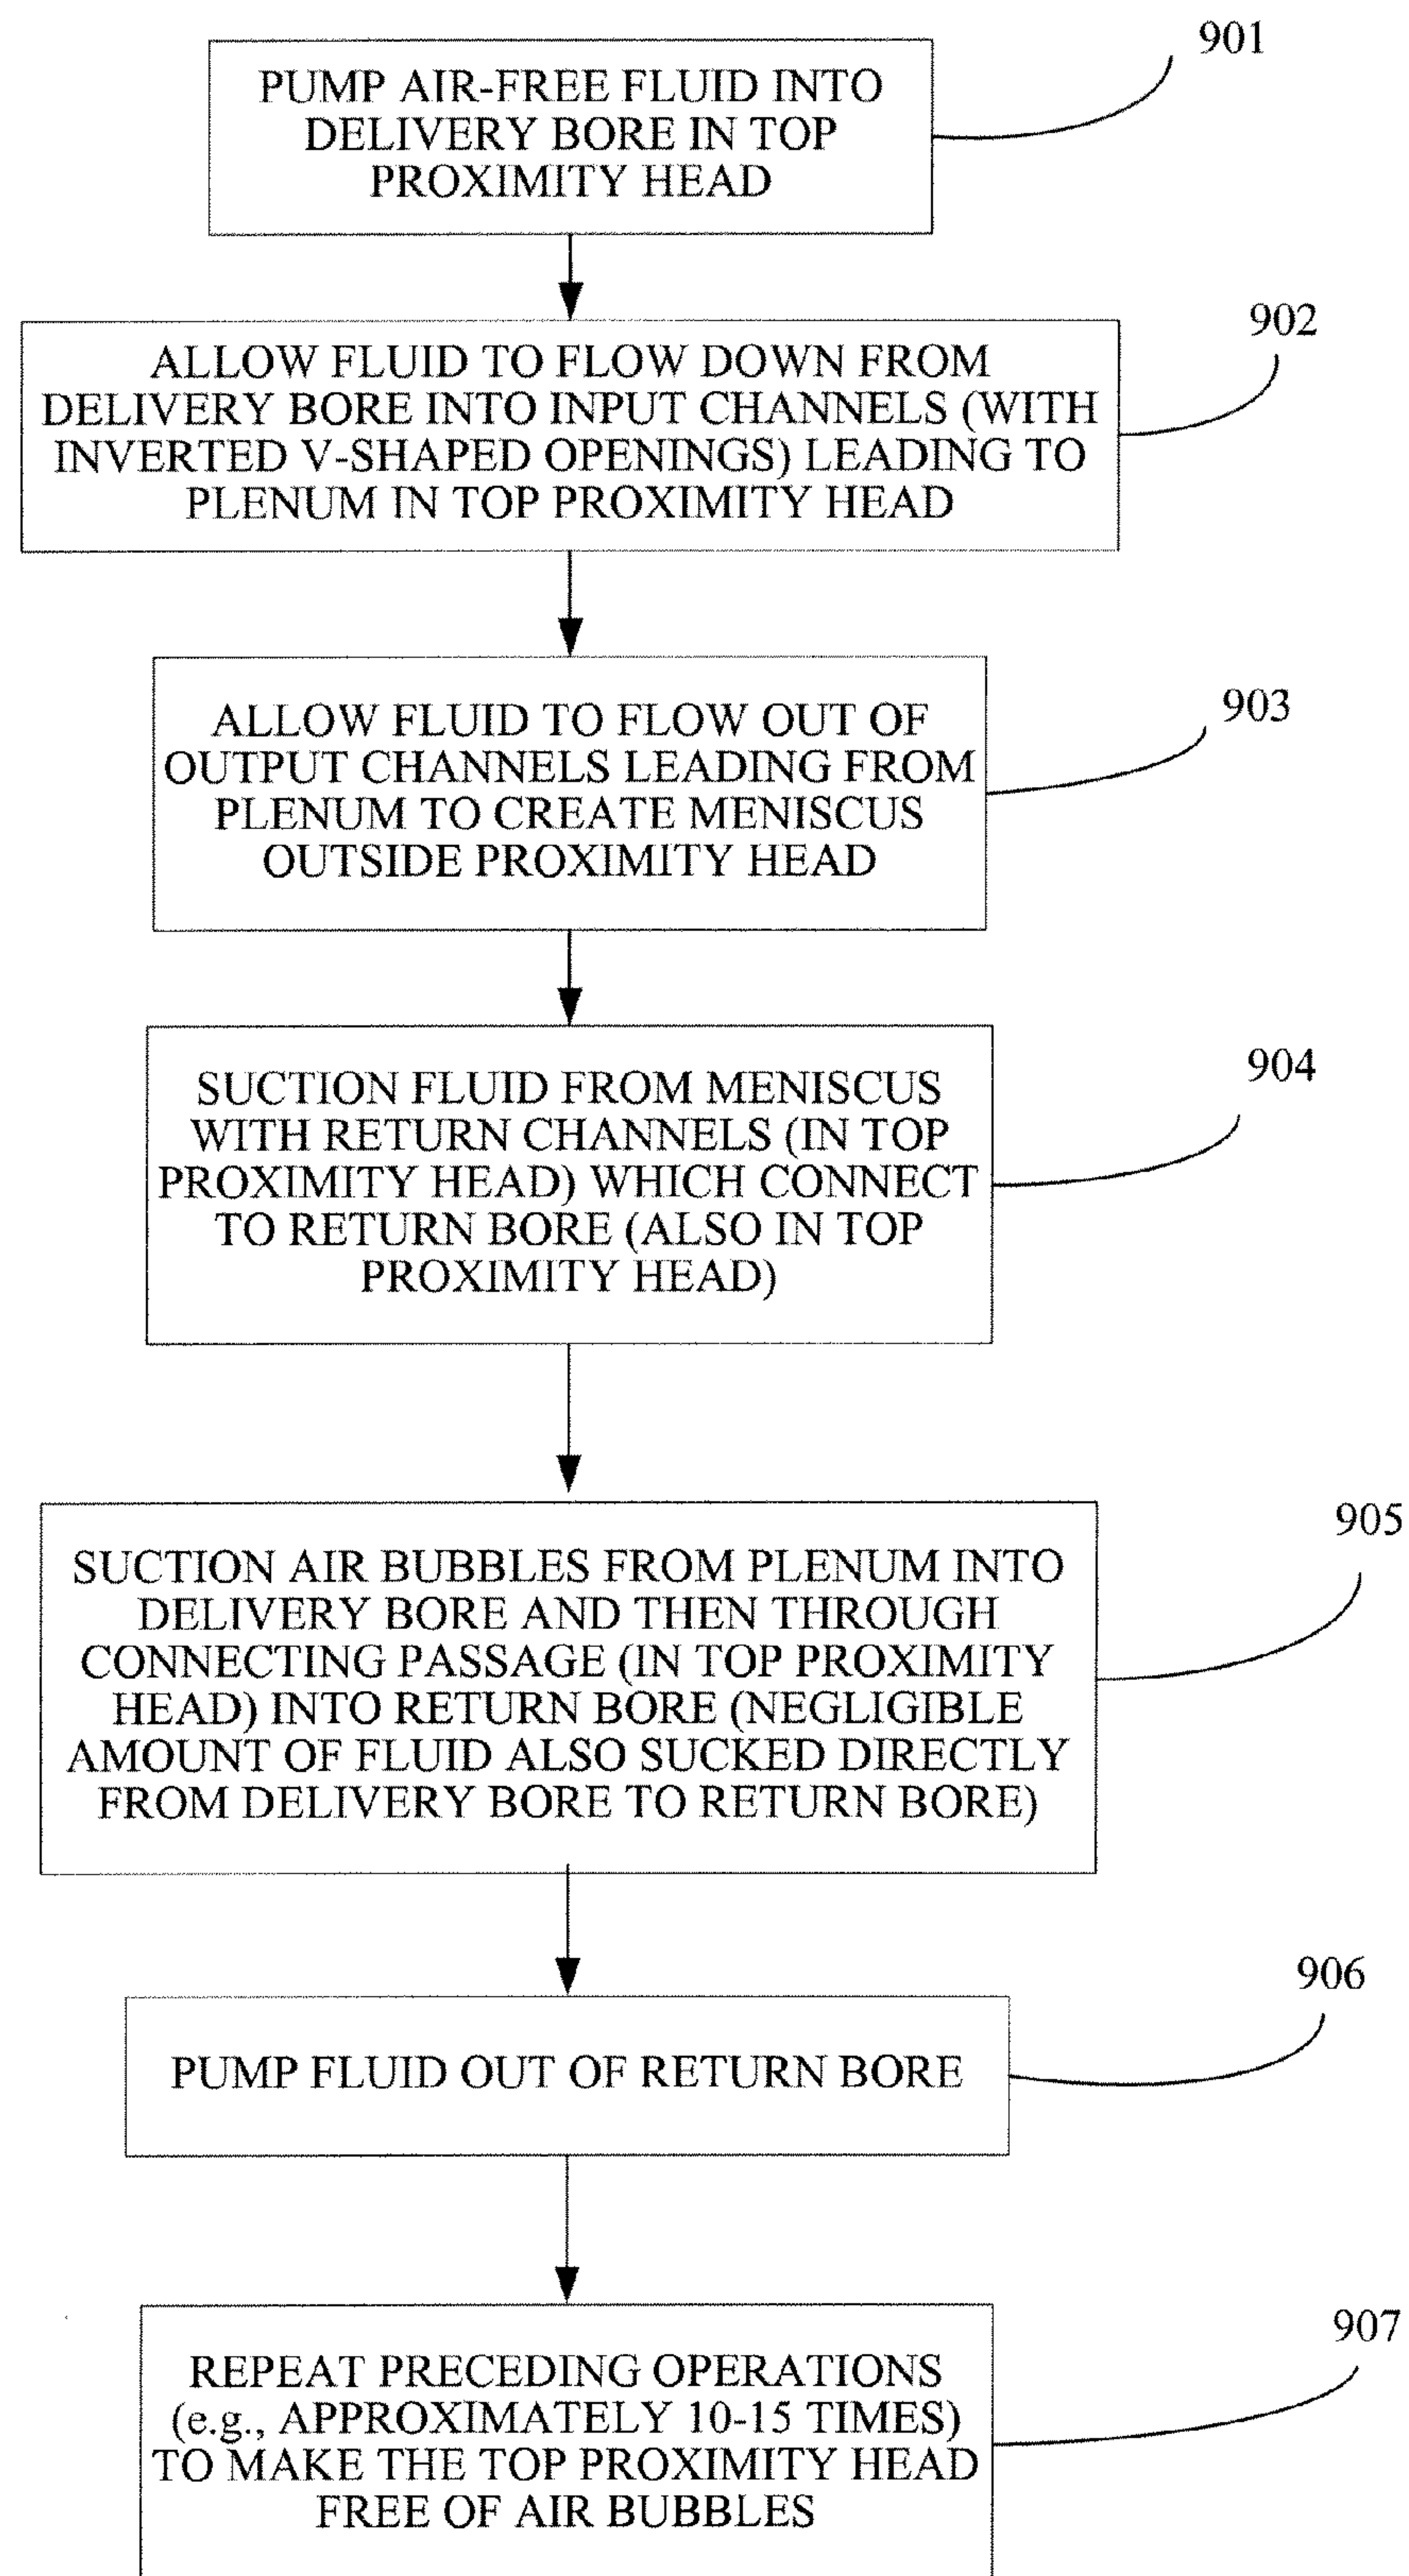 901
PUMP AIR-FREE FLUID INTO
DELIVERY BORE IN TOP
PROXIMITY HEAD
902
ALLOW FLUID TO FLOW DOWN FROM
DELIVERY BORE INTO INPUT CHANNELS (WITH
INVERTED V-SHAPED OPENINGS) LEADING TO
PLENUM IN TOP PROXIMITY HEAD
903
ALLOW FLUID TO FLOW OUT OF
OUTPUT CHANNELS LEADING FROM
PLENUM TO CREATE MENISCUS
OUTSIDE PROXIMITY HEAD
904
SUCTION FLUID FROM MENISCUS
WITH RETURN CHANNELS (IN TOP
PROXIMITY HEAD) WHICH CONNECT
TO RETURN BORE (ALSO IN TOP
PROXIMITY HEAD)
905
SUCTION AIR BUBBLES FROM PLENUM INTO
DELIVERY BORE AND THEN THROUGH
CONNECTING PASSAGE (IN TOP PROXIMITY
HEAD) INTO RETURN BORE (NEGLIGIBLE
AMOUNT OF FLUID ALSO SUCKED DIRECTLY
FROM DELIVERY BORE TO RETURN BORE)
906
PUMP FLUID OUT OF RETURN BORE
907
REPEAT PRECEDING OPERATIONS
(e.g., APPROXIMATELY 10-15 TIMES)
TO MAKE THE TOP PROXIMITY HEAD
FREE OF AIR BUBBLES